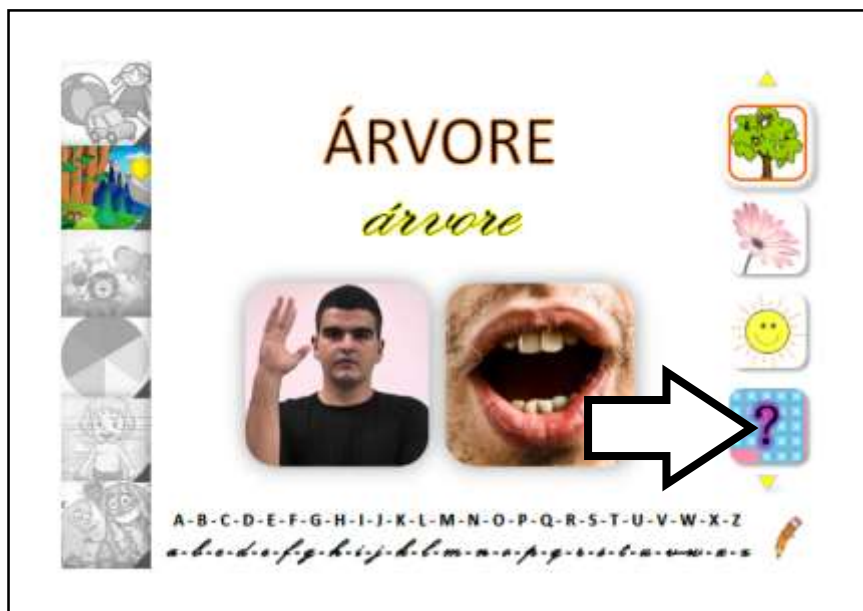 ÁRVORE
árvore
?
A-B-C-D-E-F-G-H-I-J-K-L-M-N-O-P-Q-R-S-T-U-V-W-X-Z
a-b-c-d-e-f-g-h-i-j-k-l-m-n-o-p-q-r-s-t-u-v-w-x-z